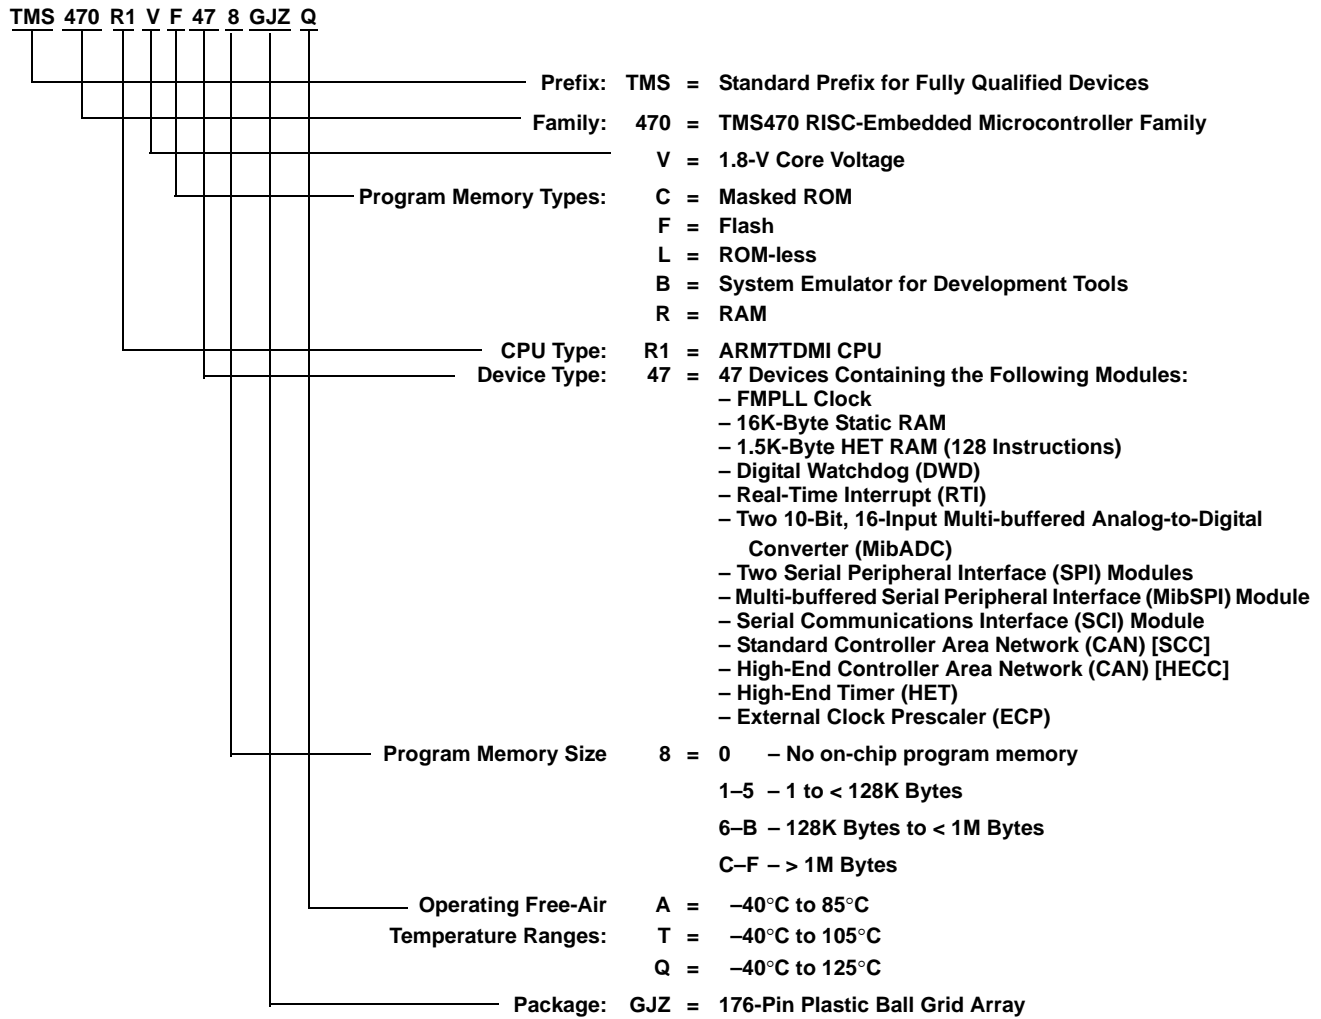 TMS 470 R1 V F 47 8 GJZ Q
Prefix: TMS = Standard Prefix for Fully Qualified Devices
Family: 470 = TMS470 RISC-Embedded Microcontroller Family
V = 1.8-V Core Voltage
Program Memory Types: C = Masked ROM
F = Flash
L = ROM-less
B = System Emulator for Development Tools
R = RAM
CPU Type: R1 = ARM7TDMI CPU
Device Type: 47 = 47 Devices Containing the Following Modules:
– FMPLL Clock
– 16K-Byte Static RAM
– 1.5K-Byte HET RAM (128 Instructions)
– Digital Watchdog (DWD)
– Real-Time Interrupt (RTI)
– Two 10-Bit, 16-Input Multi-buffered Analog-to-Digital
Converter (MibADC)
– Two Serial Peripheral Interface (SPI) Modules
– Multi-buffered Serial Peripheral Interface (MibSPI) Module
– Serial Communications Interface (SCI) Module
– Standard Controller Area Network (CAN) [SCC]
– High-End Controller Area Network (CAN) [HECC]
– High-End Timer (HET)
– External Clock Prescaler (ECP)
Program Memory Size 8 = 0 – No on-chip program memory
1–5 – 1 to < 128K Bytes
6–B – 128K Bytes to < 1M Bytes
C–F – > 1M Bytes
Operating Free-Air A = –40°C to 85°C
Temperature Ranges: T = –40°C to 105°C
Q = –40°C to 125°C
Package: GJZ = 176-Pin Plastic Ball Grid Array